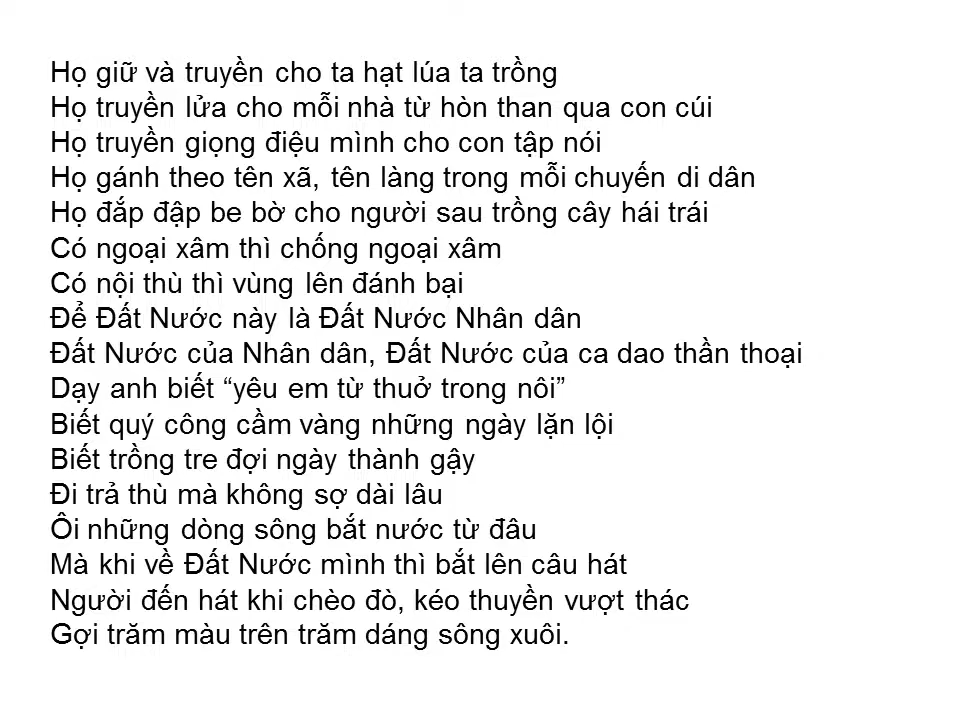 Họ giữ và truyền cho ta hạt lúa ta trồng
Họ truyền lửa cho mỗi nhà từ hòn than qua con cúi
Họ truyền giọng điệu mình cho con tập nói
Họ gánh theo tên xã, tên làng trong mỗi chuyến di dân
Họ đắp đập be bờ cho người sau trồng cây hái trái
Có ngoại xâm thì chống ngoại xâm
Có nội thù thì vùng lên đánh bại
Để Đất Nước này là Đất Nước Nhân dân
Đất Nước của Nhân dân, Đất Nước của ca dao thần thoại
Dạy anh biết “yêu em từ thuở trong nôi”
Biết quý công cầm vàng những ngày lặn lội
Biết trồng tre đợi ngày thành gậy
Đi trả thù mà không sợ dài lâu
Ôi những dòng sông bắt nước từ đâu
Mà khi về Đất Nước mình thì bắt lên câu hát
Người đến hát khi chèo đò, kéo thuyền vượt thác
Gợi trăm màu trên trăm dáng sông xuôi.